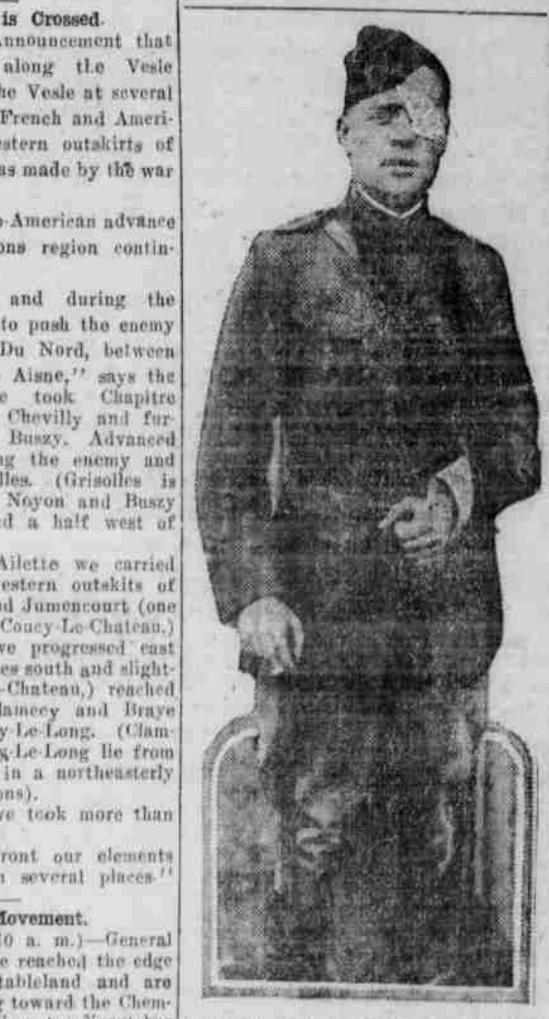 is Crossed.
Announcement that
along the Vesle
he Vesle at several
French and Ameri-
estern outskirts of
as made by the war
o-American advance
ons region contin-
and during the
to push the enemy
Du Nord, between
Aisne," says the
e took Chapitre
Chevilly and fur-
Buszy. Advanced
ng the enemy and
lles. (Grisolles is
Noyon and Buszy
d a half west of
Ailette we carried
estern outskits of
d Jumencourt (one
Coucy-Le-Chateau.)
ve progressed east
es south and slight-
-Chateau,) reached
lamecy and Braye
y-Le-Long. (Clam-
g-Le-Long lie from
in a northeasterly
ons).
ve took more than
ront our elements
n several places."
Movement.
0 a. m.)—General
e reached the edge
tableland and are
g toward the Chem-